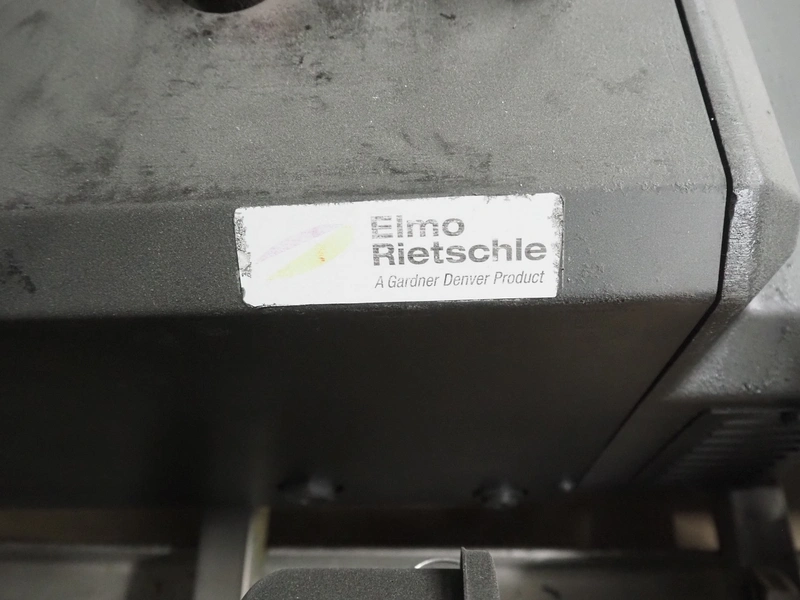 Elmo
Rietschle
A Gardner Denver Product